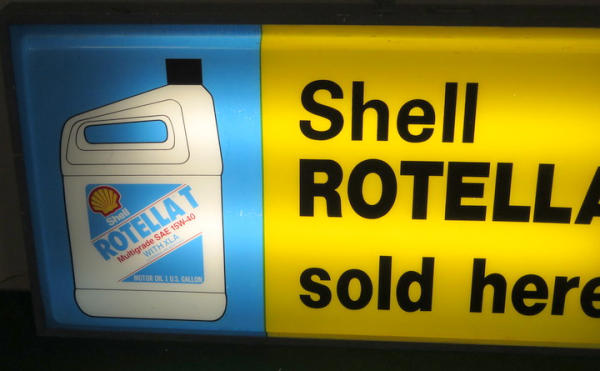 Shell
ROTELLA T
Multigrade SAE 15W-40
WITH XLA
MOTOR OIL 1 U.S. GALLON
Shell
ROTELLA
sold here